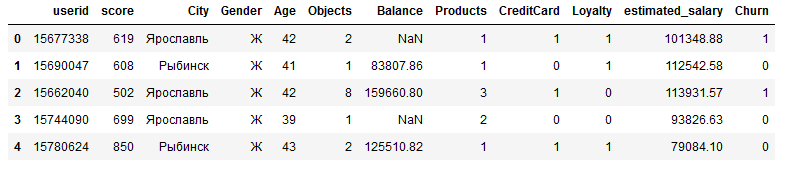 userid score City Gender Age Objects Balance Products CreditCard Loyalty estimated_salary Churn
0 15677338 619 Ярославль Ж 42 2 NaN 1 1 1 101348.88 1
1 15690047 608 Рыбинск Ж 41 1 83807.86 1 0 1 112542.58 0
2 15662040 502 Ярославль Ж 42 8 159660.80 3 1 0 113931.57 1
3 15744090 699 Ярославль Ж 39 1 NaN 2 0 0 93826.63 0
4 15780624 850 Рыбинск Ж 43 2 125510.82 1 1 1 79084.10 0